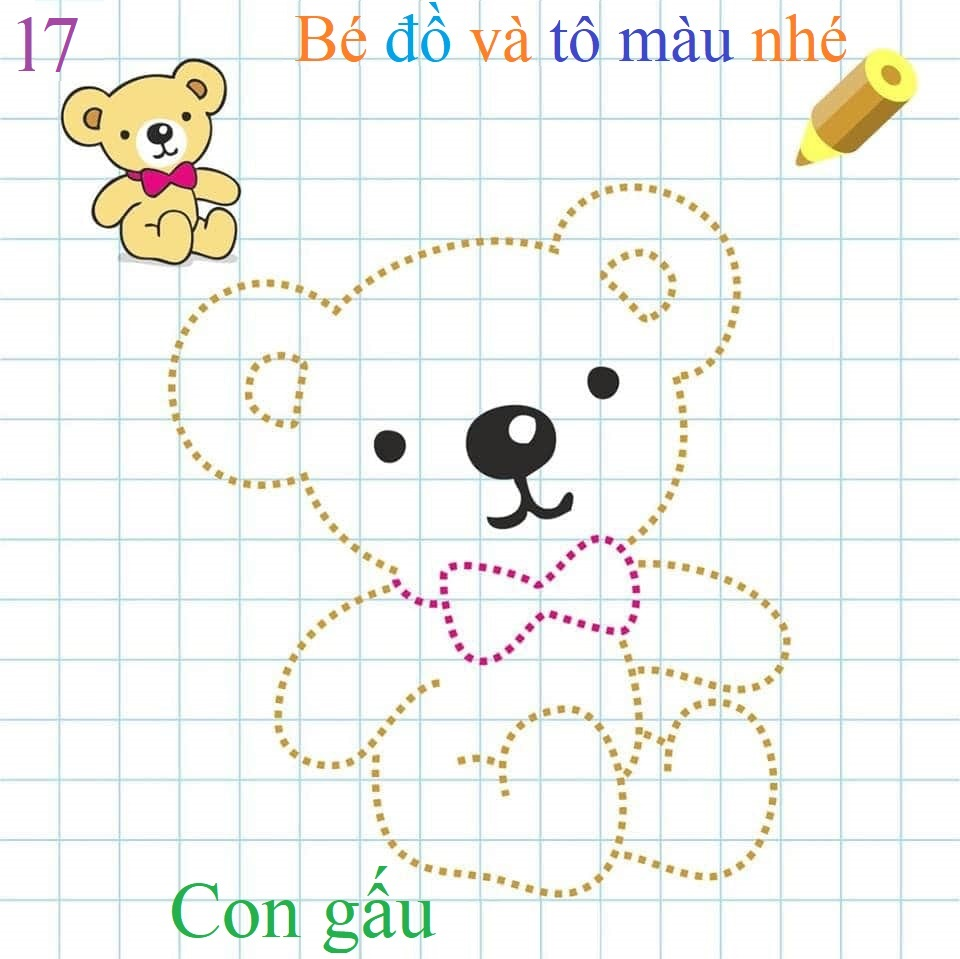 17
Bé đồ và tô màu nhé
Con gấu